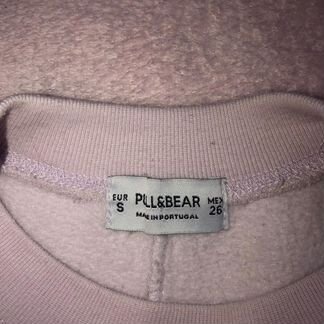 EUR PULL&BEAR MEX
S MADE IN PORTUGAL 26